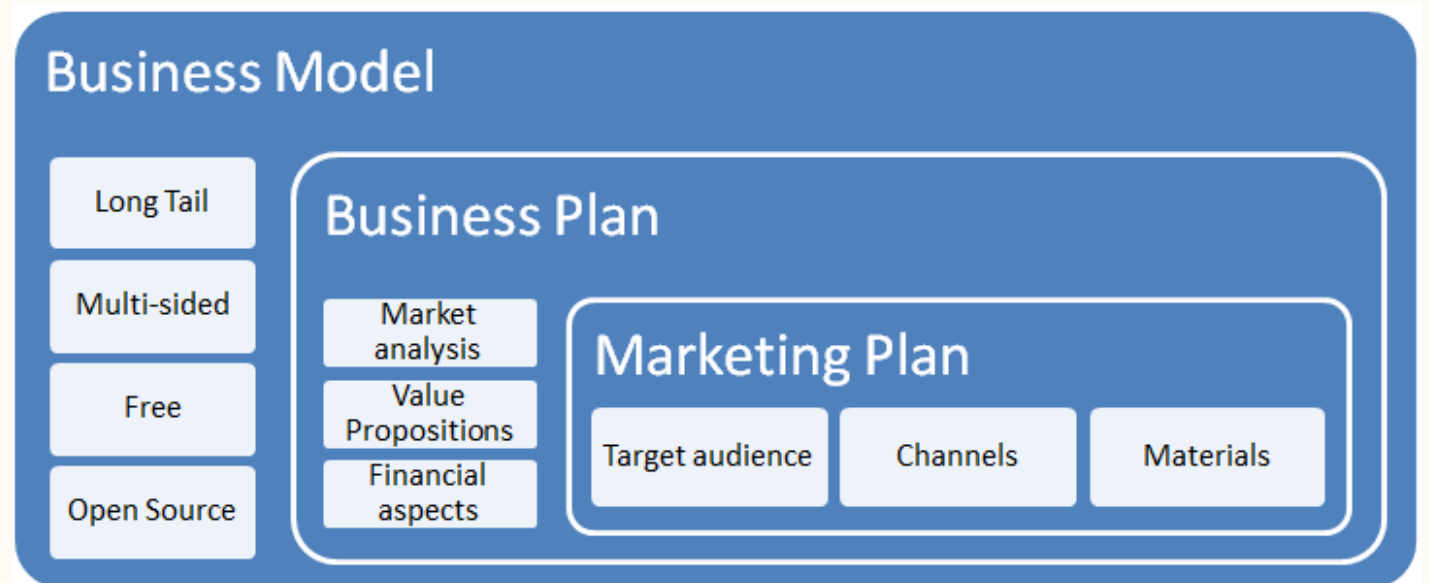 Business Model
Long Tail
Multi-sided
Free
Open Source
Business Plan
Market
analysis
Value
Propositions
Financial
aspects
Marketing Plan
Target audience
Channels
Materials